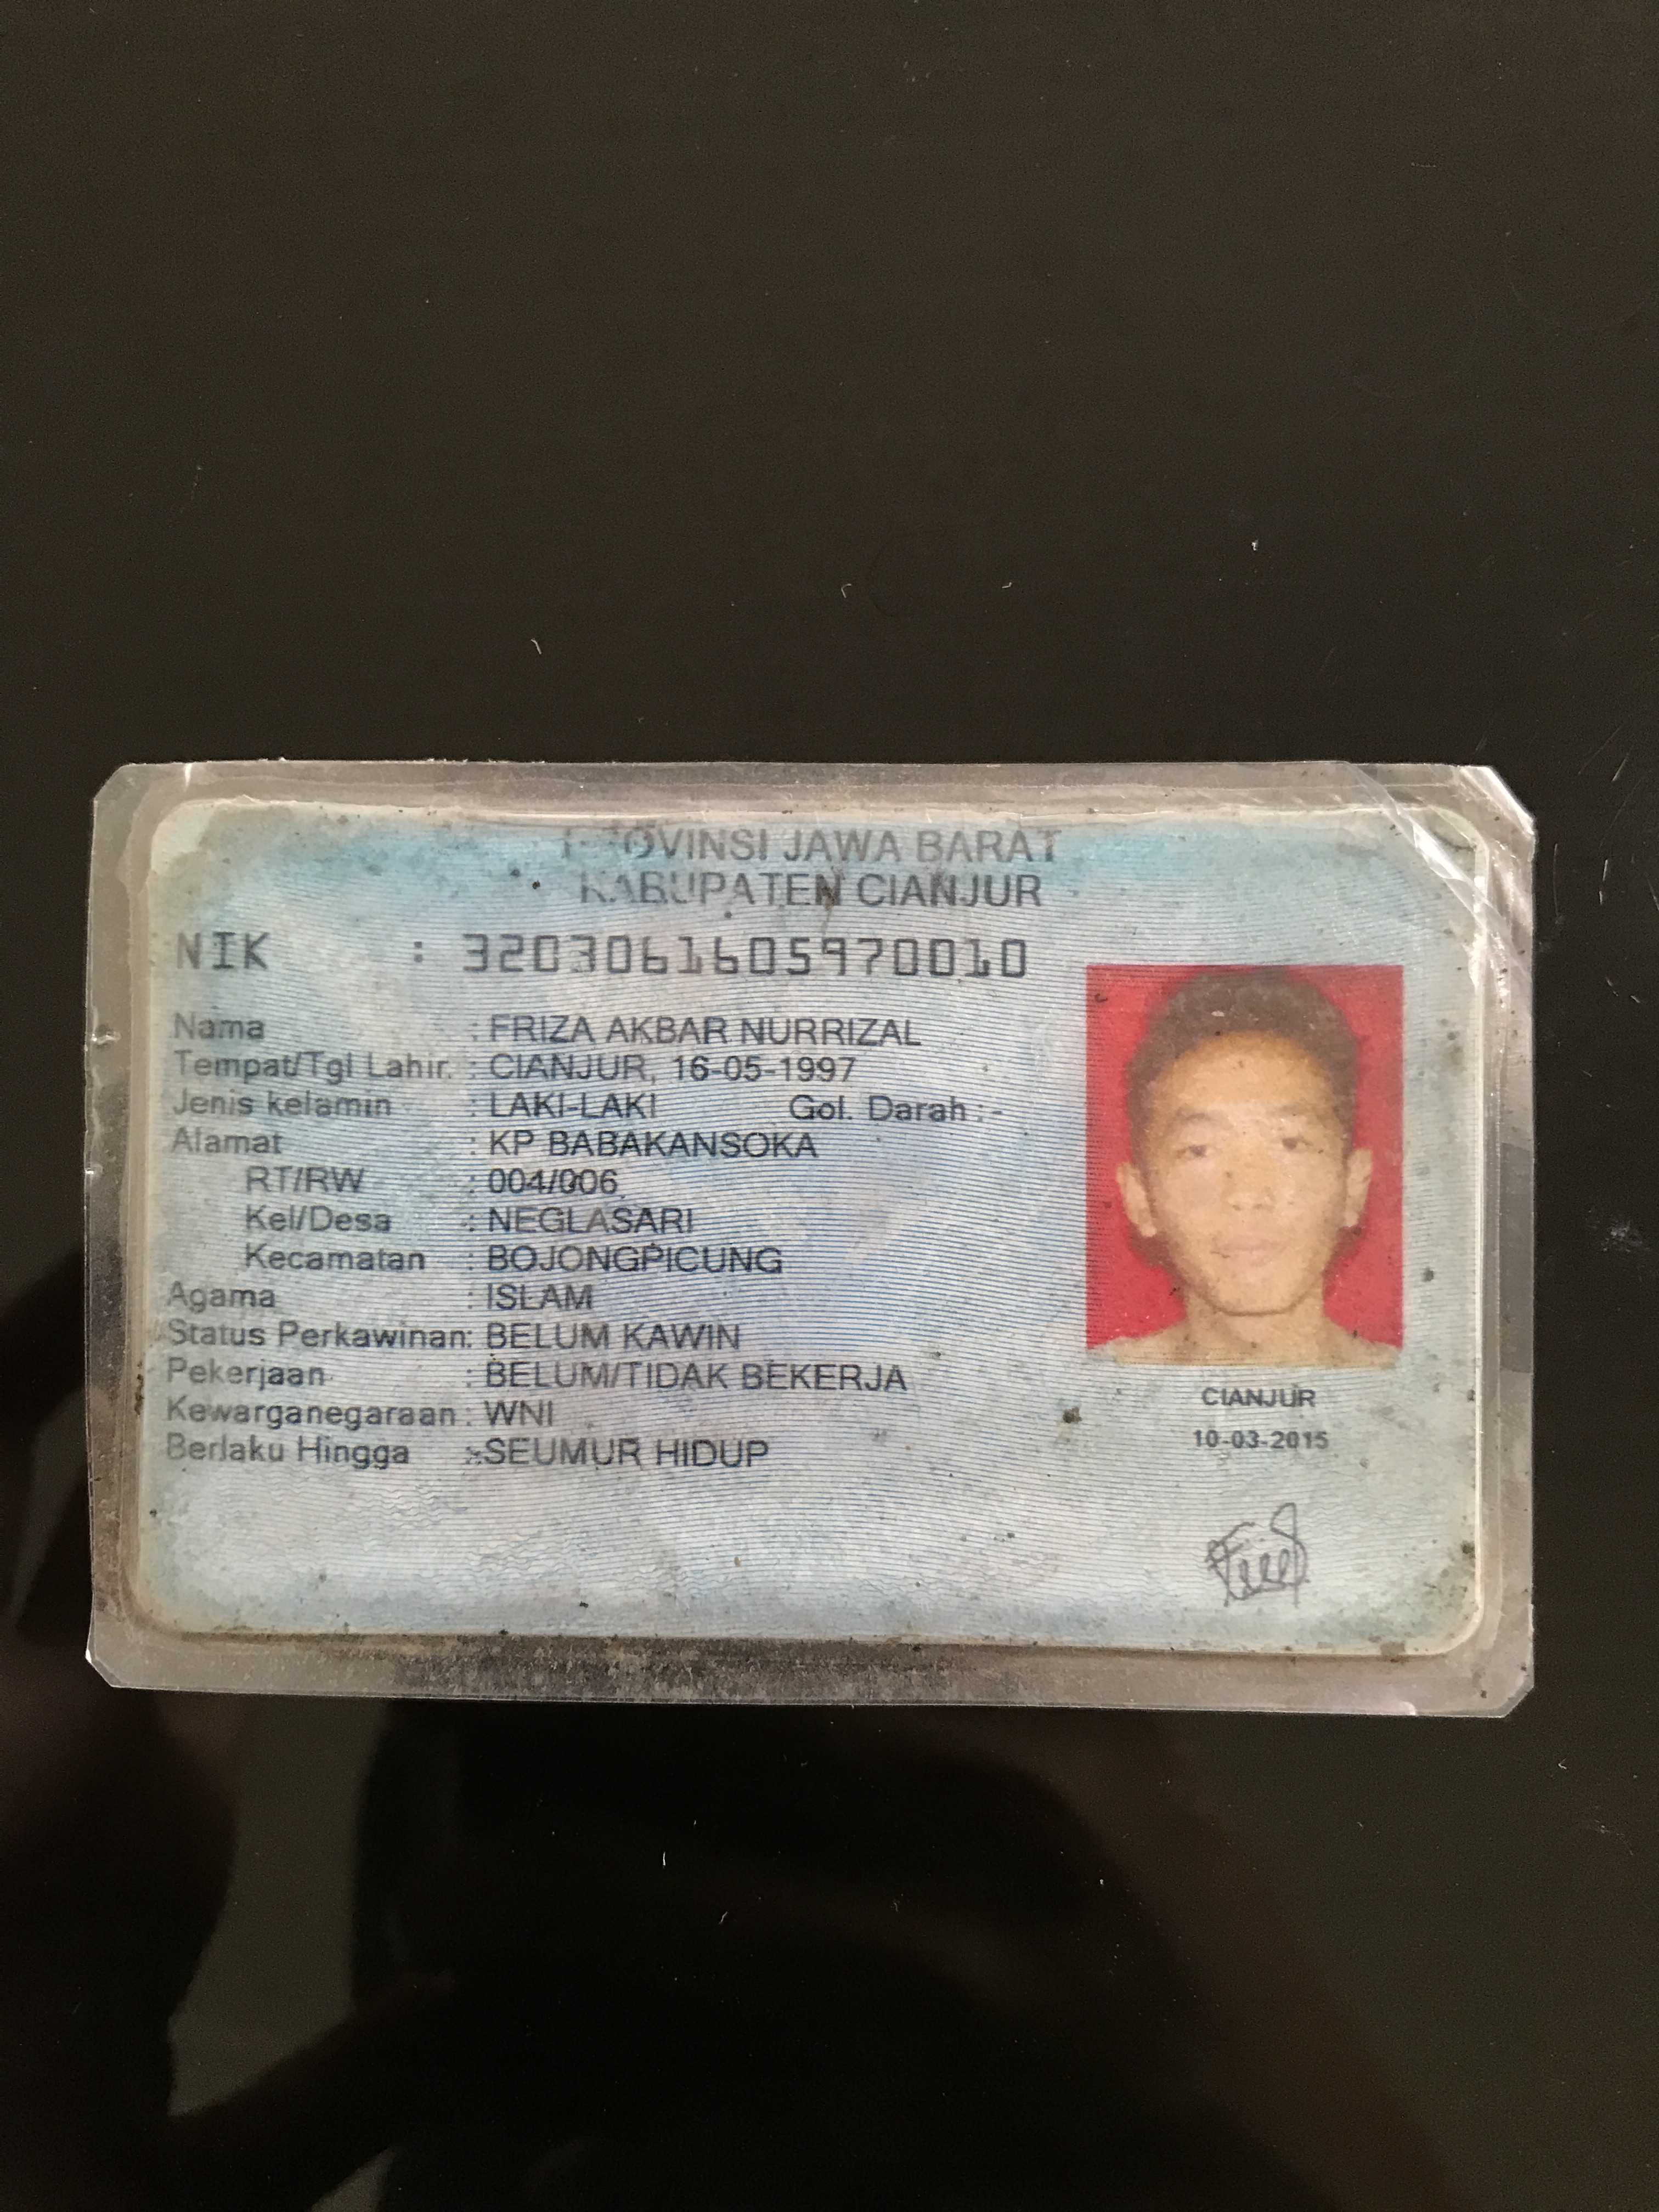 PROVINSI JAWA BARAT
KABUPATEN CIANJUR
NIK : 3203061605970010
Nama : FRIZA AKBAR NURRIZAL
Tempat/Tgl Lahir : CIANJUR, 16-05-1997
Jenis kelamin : LAKI-LAKI Gol. Darah : -
Alamat : KP BABAKANSOKA
RT/RW : 004/006
Kel/Desa : NEGLASARI
Kecamatan : BOJONGPICUNG
Agama : ISLAM
Status Perkawinan: BELUM KAWIN
Pekerjaan : BELUM/TIDAK BEKERJA
Kewarganegaraan : WNI
Berlaku Hingga : SEUMUR HIDUP
CIANJUR
10-03-2015